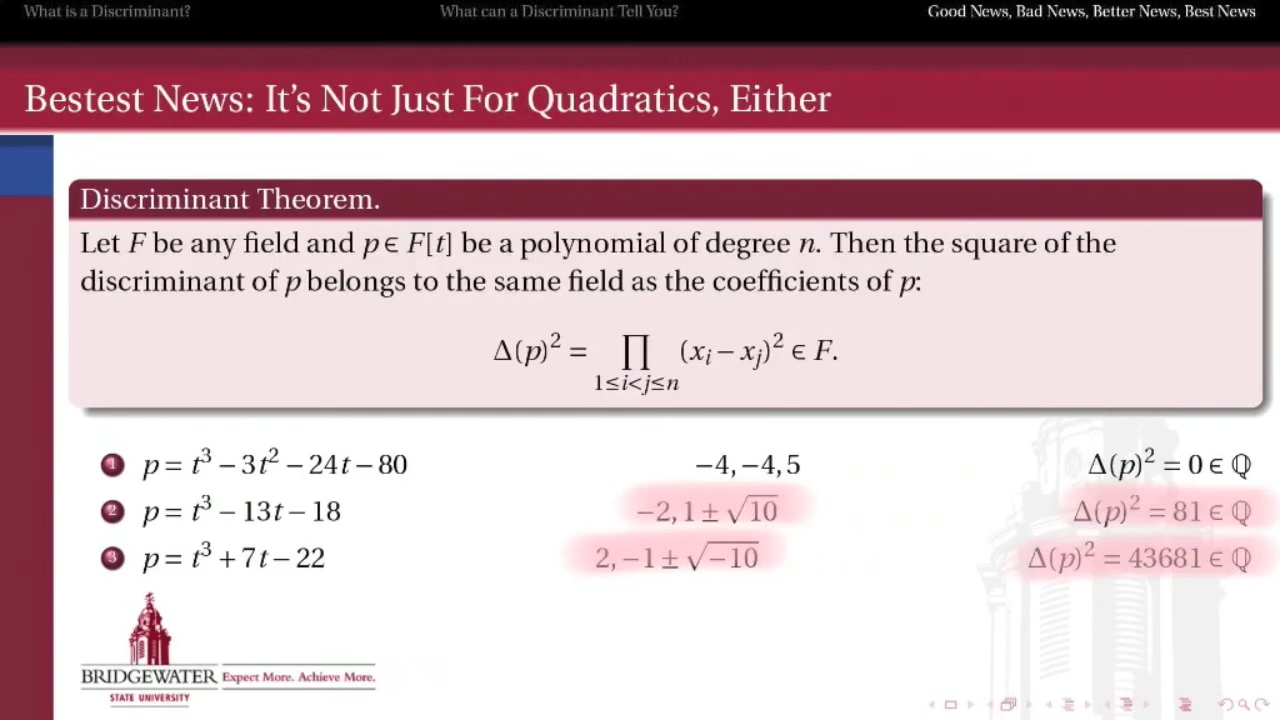 What is a Discriminant? What can a Discriminant Tell You? Good News, Bad News, Better News, Best News
Bestest News: It's Not Just For Quadratics, Either
Discriminant Theorem.
Let F be any field and p ∈ F[t] be a polynomial of degree n. Then the square of the
discriminant of p belongs to the same field as the coefficients of p:
Δ(p)² = ∏ (xᵢ − xⱼ)² ∈ F.
1≤i<j≤n
1 p = t³ − 3t² − 24t − 80 −4, −4, 5 Δ(p)² = 0 ∈ ℚ
2 p = t³ − 13t − 18 −2, 1 ± √10 Δ(p)² = 81 ∈ ℚ
3 p = t³ + 7t − 22 2, −1 ± √−10 Δ(p)² = 43681 ∈ ℚ
BRIDGEWATER Expect More. Achieve More.
STATE UNIVERSITY